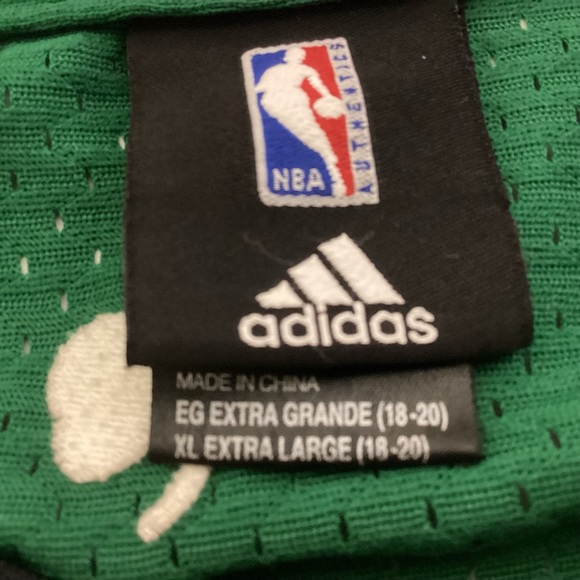 NBA
AUTHENTICS
adidas
MADE IN CHINA
EG EXTRA GRANDE (18-20)
XL EXTRA LARGE (18-20)